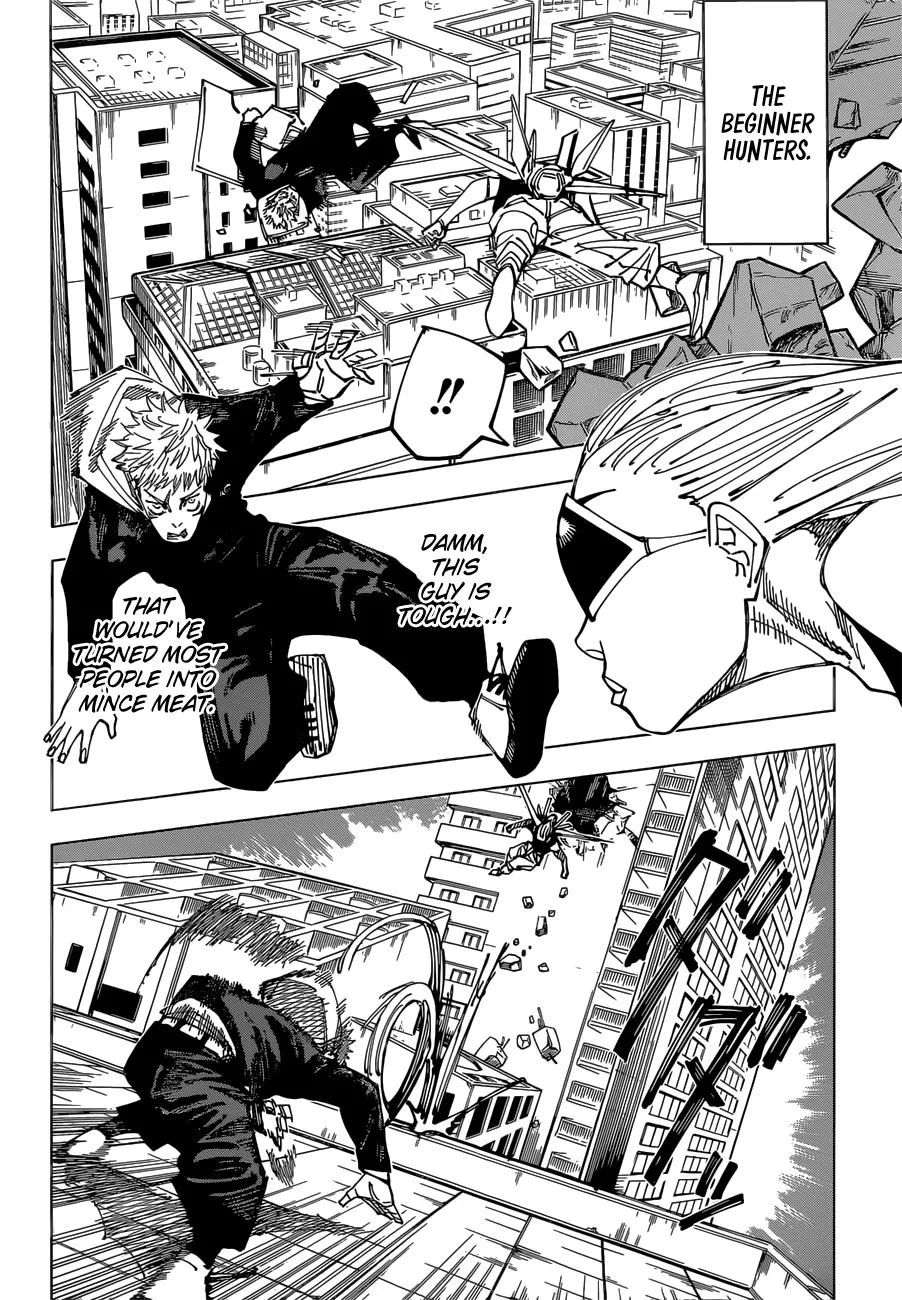 THE
BEGINNER
HUNTERS.
!!
DAMM,
THIS
GUY IS
TOUGH...!!
THAT
WOULD'VE
TURNED MOST
PEOPLE INTO
MINCE MEAT.